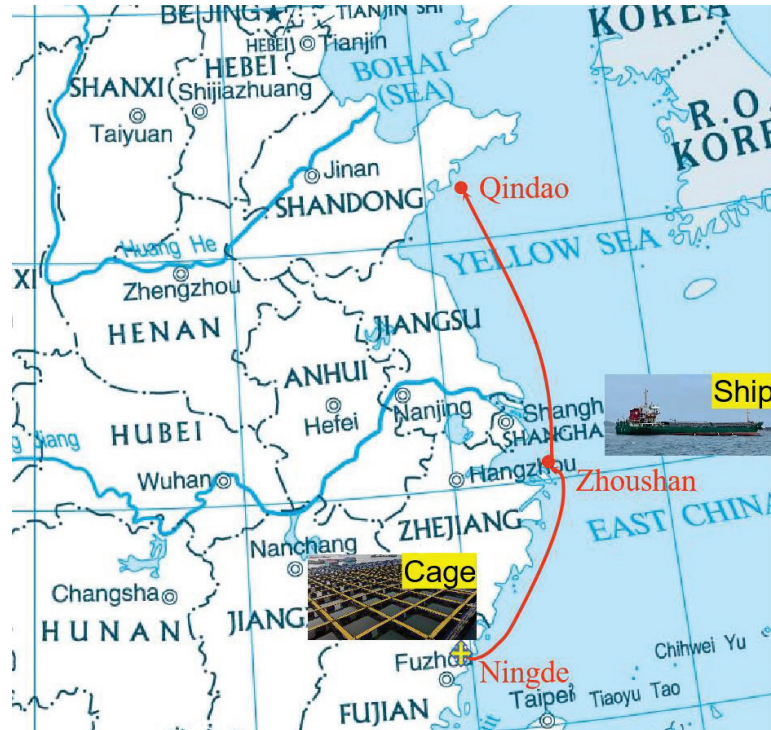 BEIJING
TIANJIN SHI
HEBEI
Tianjin
HEBEI
BOHAI
(SEA)
KOREA
SHANXI
Shijiazhuang
Taiyuan
R.O.
KORE
Jinan
SHANDONG
Qindao
Huang He
YELLOW SEA
XI
Zhengzhou
HENAN
JIANGSU
ANHUI
Ship
Hefei
Nanjing
Shangh
SHANGHA
HUBEI
g Jiang
Wuhan
Hangzhou
Zhoushan
EAST CHINA
ZHEJIANG
Nanchang
Cage
Changsha
HUNAN
JIANG
Chihwei Yu
Fuzho
Ningde
Taipei
Tiaoyu Tao
FUJIAN